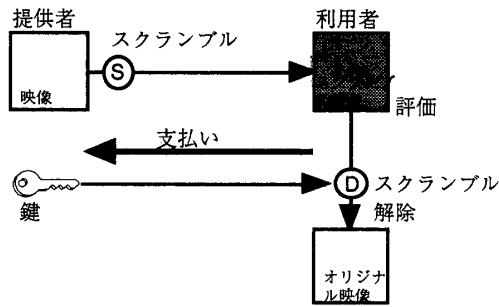 提供者
利用者
スクランブル
S
映像
評価
支払い
鍵
D
スクランブル
解除
オリジナ
ル映像